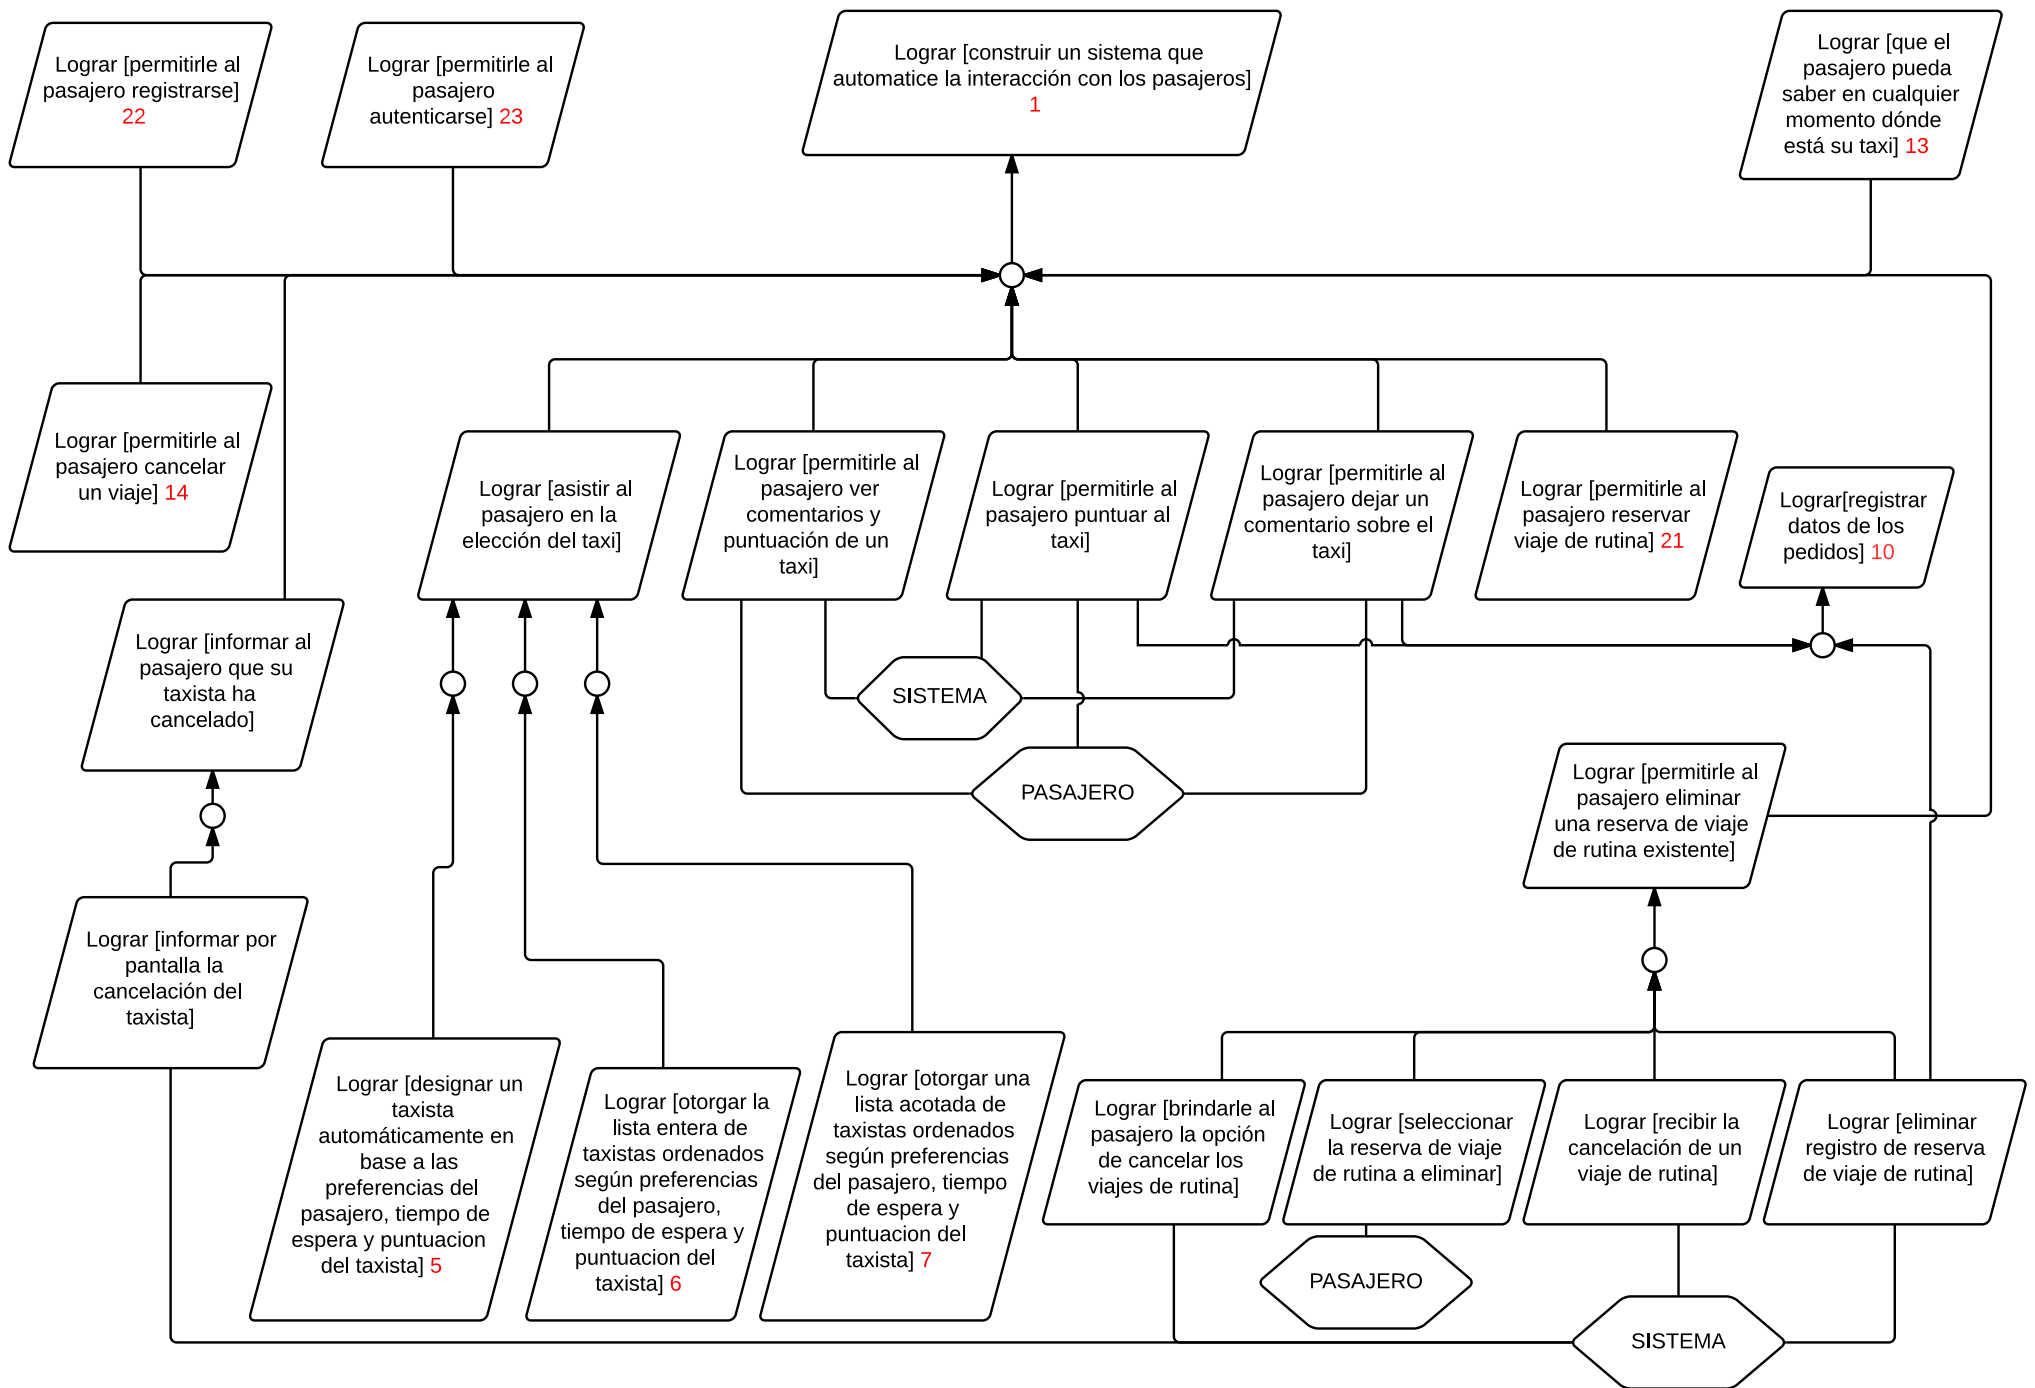 Lograr [permitirle al
pasajero registrarse]
22
Lograr [permitirle al
pasajero
autenticarse] 23
Lograr [construir un sistema que
automatice la interacción con los pasajeros]
1
Lograr [que el
pasajero pueda
saber en cualquier
momento dónde
está su taxi] 13
Lograr [permitirle al
pasajero cancelar
un viaje] 14
Lograr [asistir al
pasajero en la
elección del taxi]
Lograr [permitirle al
pasajero ver
comentarios y
puntuación de un
taxi]
Lograr [permitirle al
pasajero puntuar al
taxi]
Lograr [permitirle al
pasajero dejar un
comentario sobre el
taxi]
Lograr [permitirle al
pasajero reservar
viaje de rutina] 21
Lograr[registrar
datos de los
pedidos] 10
Lograr [informar al
pasajero que su
taxista ha
cancelado]
SISTEMA
PASAJERO
Lograr [permitirle al
pasajero eliminar
una reserva de viaje
de rutina existente]
Lograr [informar por
pantalla la
cancelación del
taxista]
Lograr [designar un
taxista
automáticamente en
base a las
preferencias del
pasajero, tiempo de
espera y puntuacion
del taxista] 5
Lograr [otorgar la
lista entera de
taxistas ordenados
según preferencias
del pasajero,
tiempo de espera y
puntuacion del
taxista] 6
Lograr [otorgar una
lista acotada de
taxistas ordenados
según preferencias
del pasajero, tiempo
de espera y
puntuacion del
taxista] 7
Lograr [brindarle al
pasajero la opción
de cancelar los
viajes de rutina]
Lograr [seleccionar
la reserva de viaje
de rutina a eliminar]
Lograr [recibir la
cancelación de un
viaje de rutina]
Lograr [eliminar
registro de reserva
de viaje de rutina]
PASAJERO
SISTEMA